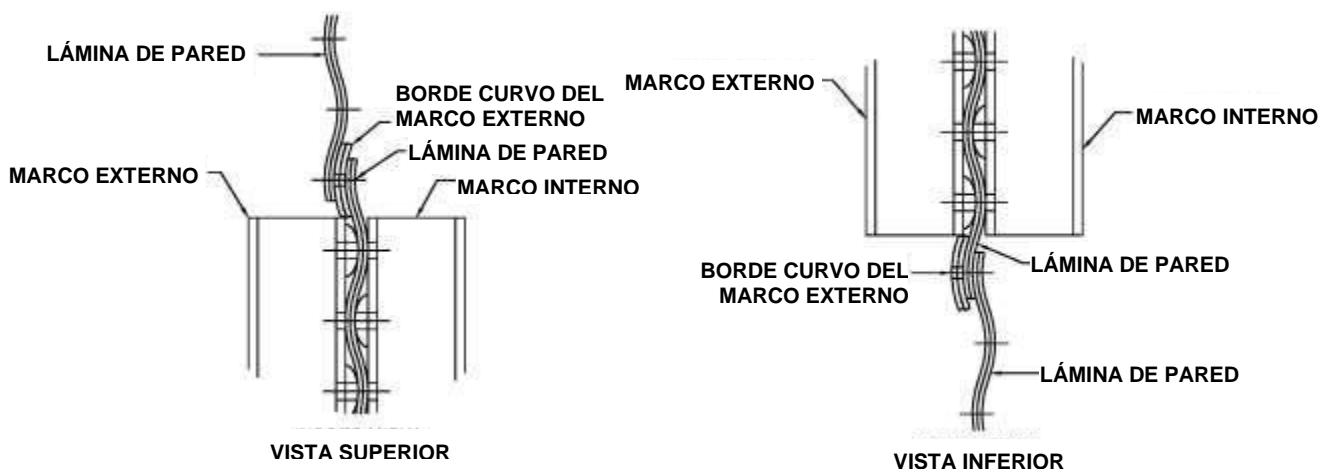 LÁMINA DE PARED
BORDE CURVO DEL
MARCO EXTERNO
LÁMINA DE PARED
MARCO EXTERNO
MARCO INTERNO
VISTA SUPERIOR
MARCO EXTERNO
MARCO INTERNO
BORDE CURVO DEL
MARCO EXTERNO
LÁMINA DE PARED
LÁMINA DE PARED
VISTA INFERIOR